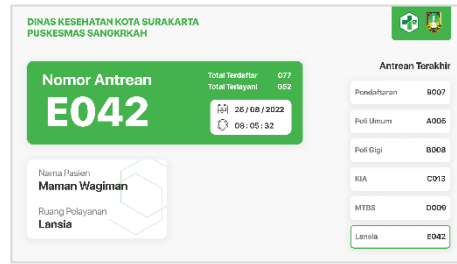 DINAS KESEHATAN KOTA SURAKARTA
PUSKESMAS SANGKRKAH
Nomor Antrean
E042
Total Terdaftar 077
Total Terlayani 052
25/08/2022
08:05:32
Nama Pasien
Maman Wagiman
Ruang Pelayanan
Lansia
Antrean Terakhir
Pendaftaran B007
Poli Umum A005
Poli Gigi B008
KIA C013
MTBS D009
Lansia E042